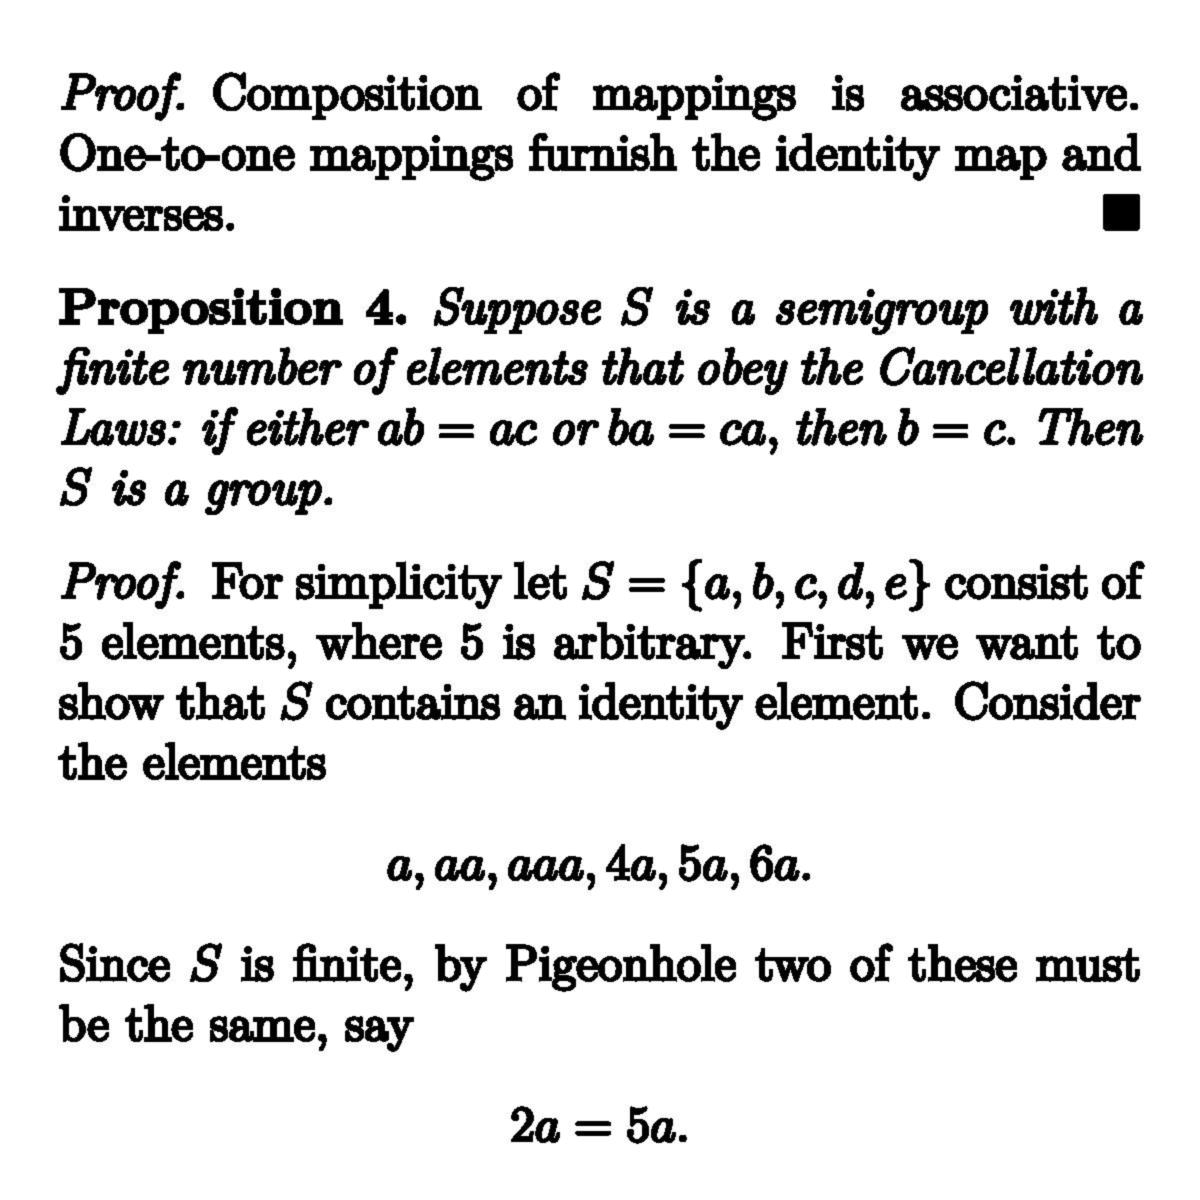 Proof. Composition of mappings is associative.
One-to-one mappings furnish the identity map and
inverses. ■
Proposition 4. Suppose S is a semigroup with a
finite number of elements that obey the Cancellation
Laws: if either ab = ac or ba = ca, then b = c. Then
S is a group.
Proof. For simplicity let S = {a, b, c, d, e} consist of
5 elements, where 5 is arbitrary. First we want to
show that S contains an identity element. Consider
the elements
a, aa, aaa, 4a, 5a, 6a.
Since S is finite, by Pigeonhole two of these must
be the same, say
2a = 5a.